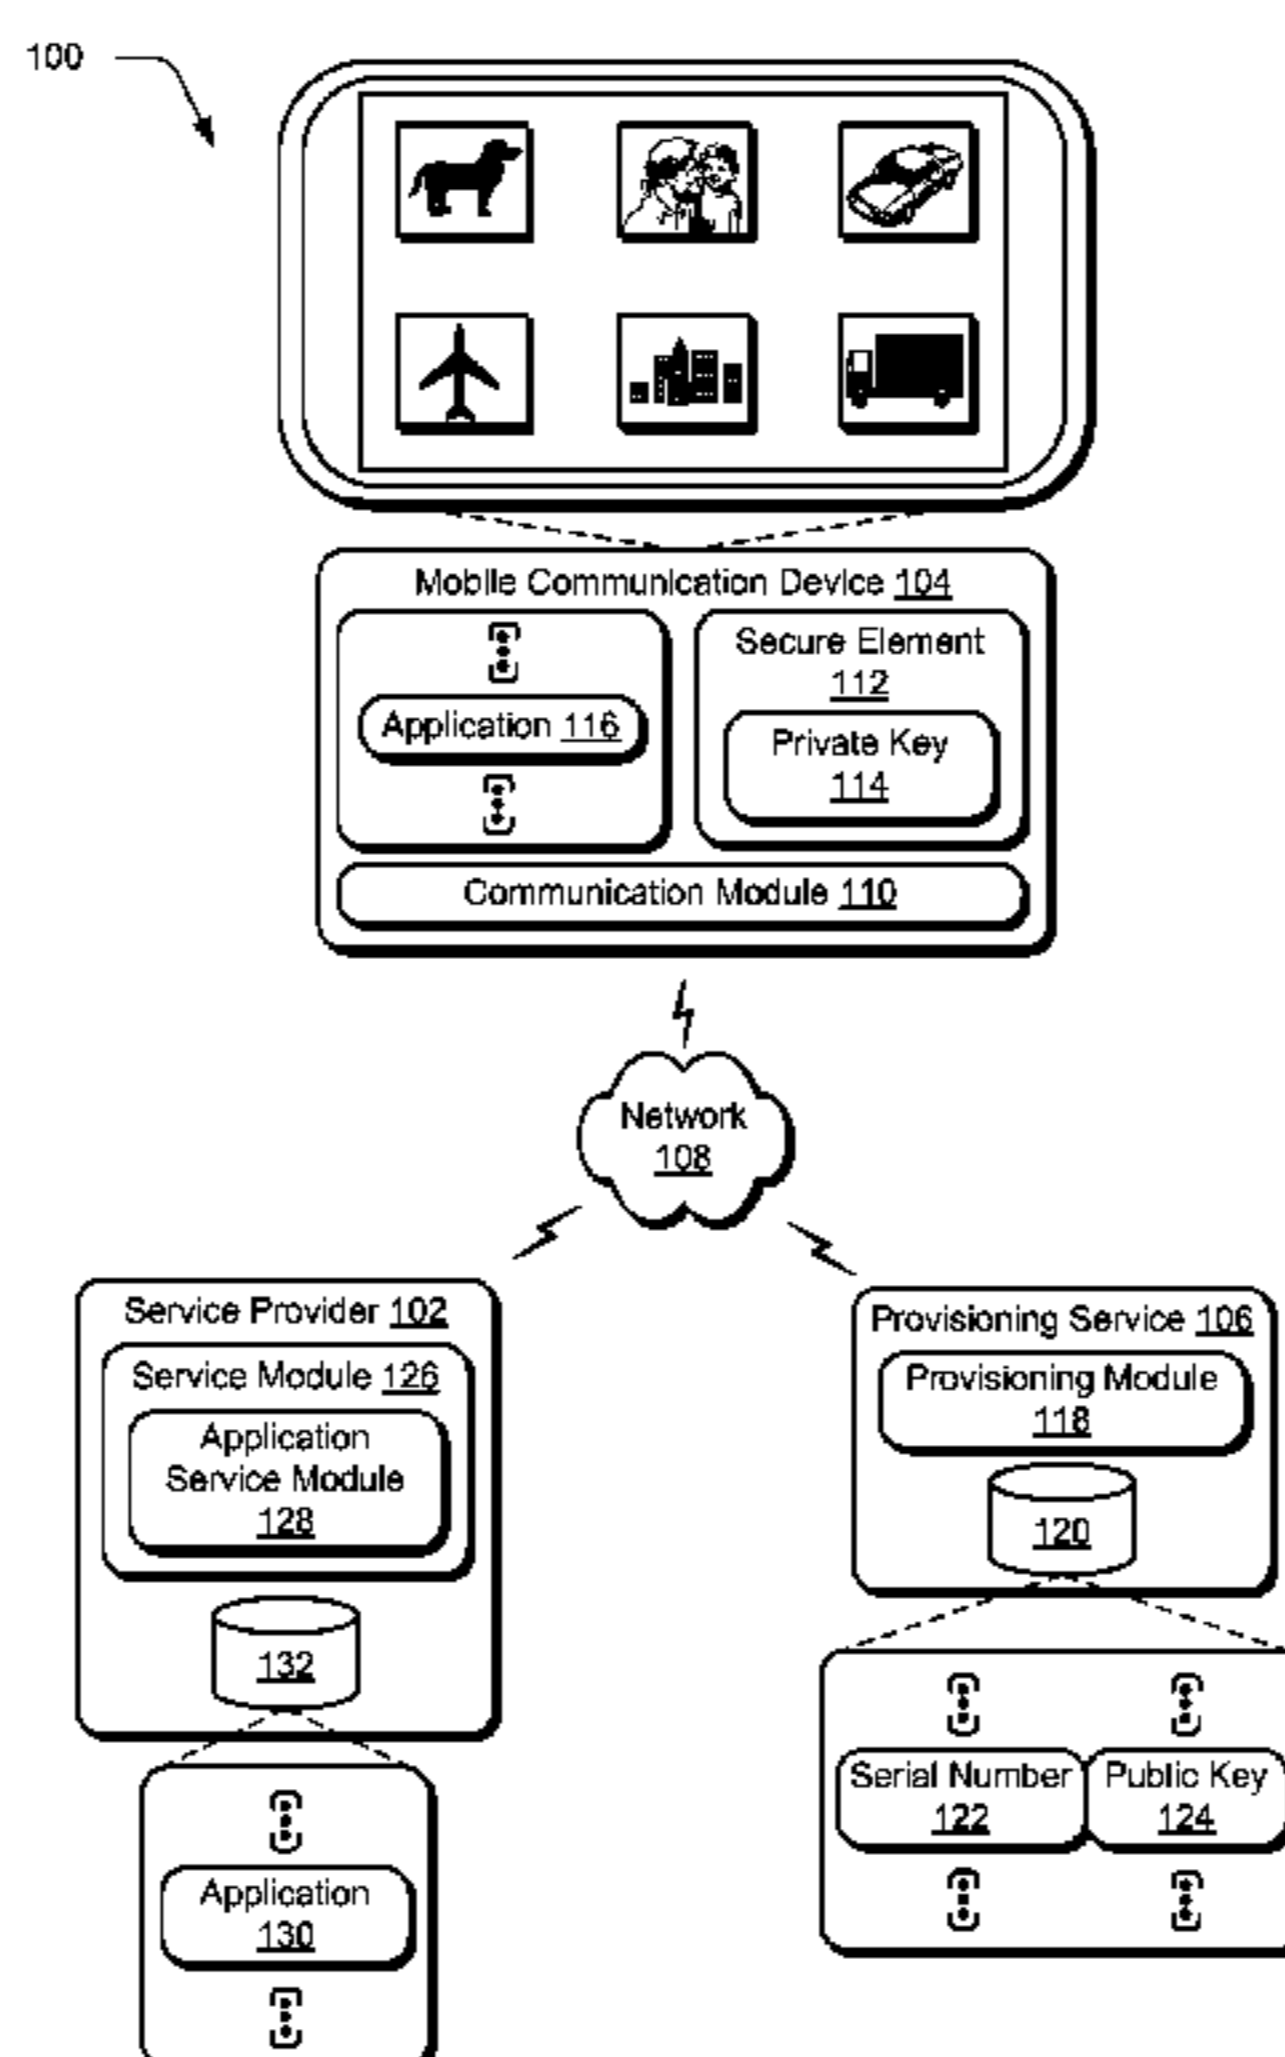 100
Mobile Communication Device 104
Secure Element
112
Application 116
Private Key
114
Communication Module 110
Network
108
Service Provider 102
Service Module 126
Application
Service Module
128
132
Application
130
Provisioning Service 106
Provisioning Module
118
120
Serial Number
122
Public Key
124